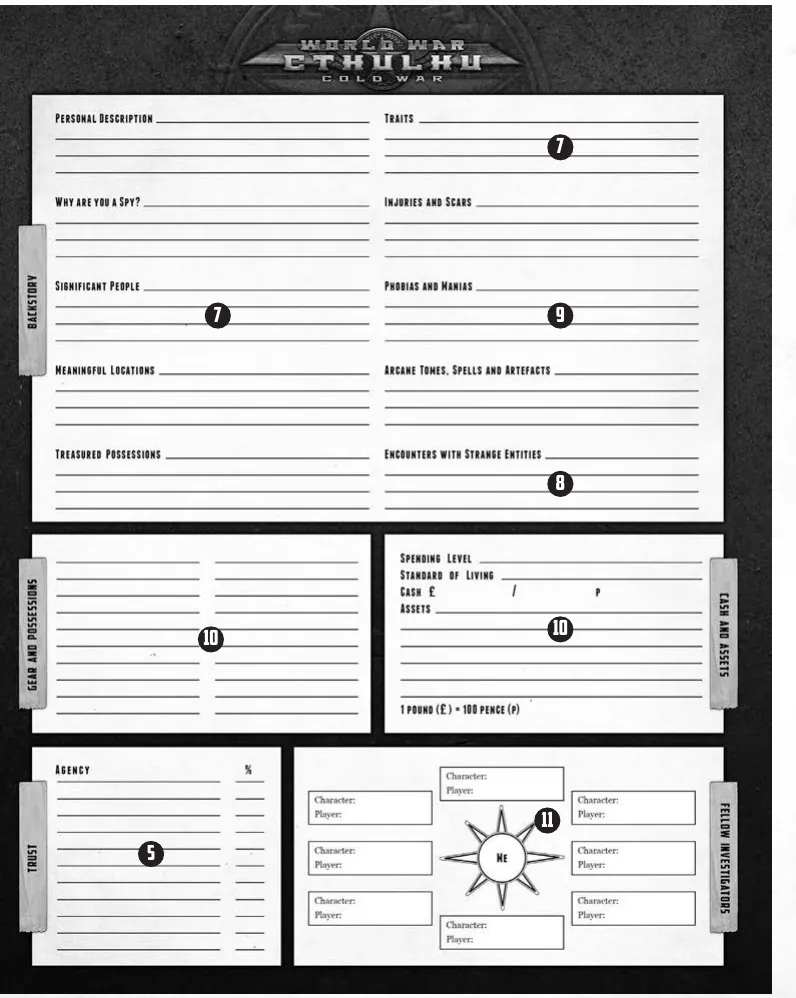 WORLD WAR
CTHULHU
COLD WAR
BACKSTORY
PERSONAL DESCRIPTION
WHY ARE YOU A SPY?
SIGNIFICANT PEOPLE
7
MEANINGFUL LOCATIONS
TREASURED POSSESSIONS
TRAITS
7
INJURIES AND SCARS
PHOBIAS AND MANIAS
9
ARCANE TOMES, SPELLS AND ARTEFACTS
ENCOUNTERS WITH STRANGE ENTITIES
8
GEAR AND POSSESSIONS
10
SPENDING LEVEL
STANDARD OF LIVING
CASH £ / P
ASSETS
10
1 POUND (£) = 100 PENCE (P)
CASH AND ASSETS
TRUST
AGENCY %
5
Character:
Player:
Character:
Player:
Character:
Player:
Character:
Player:
Character:
Player:
Character:
Player:
Character:
Player:
Character:
Player:
11
ME
FELLOW INVESTIGATORS